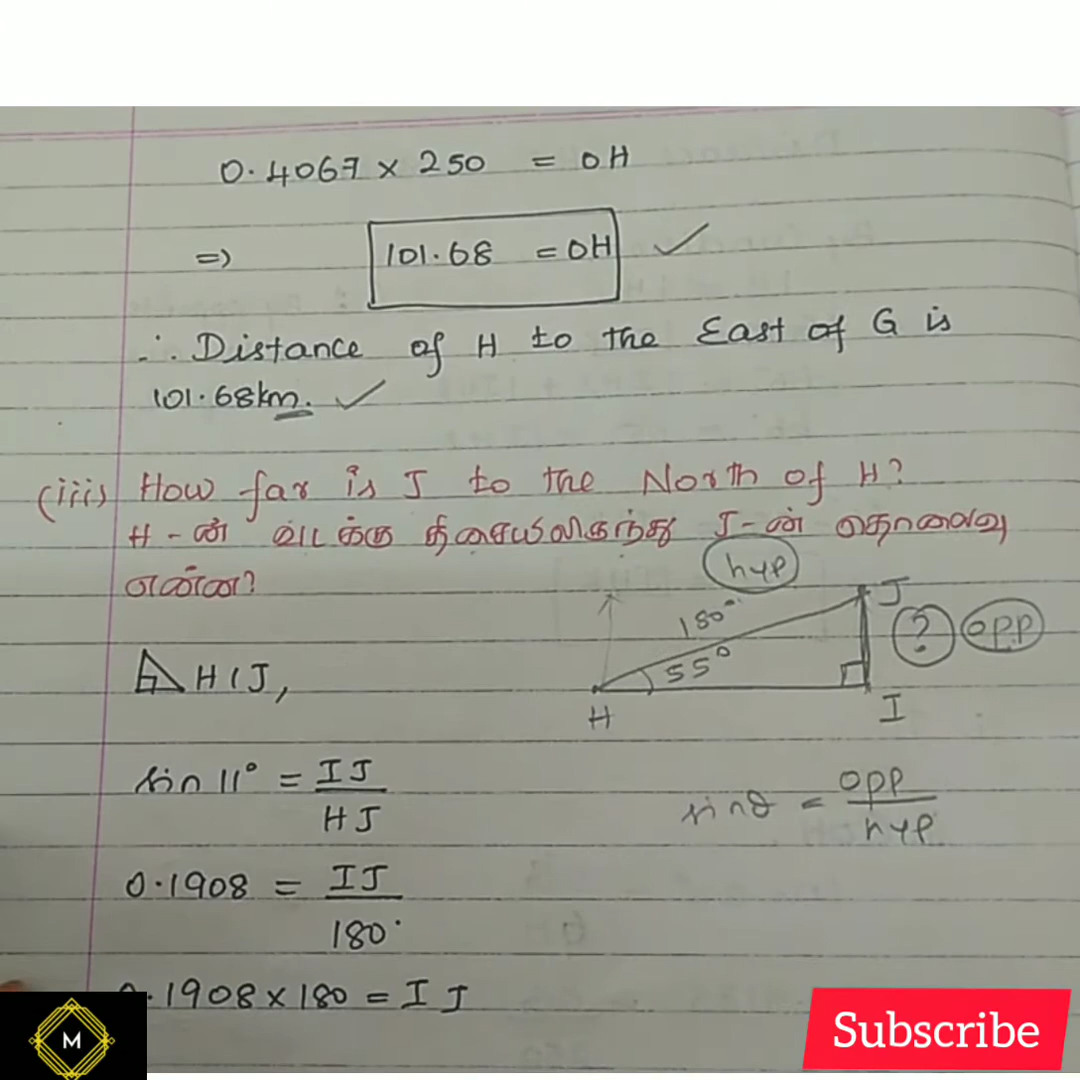 0.4067 x 250 = OH
=> 101.68 = OH ✓
∴ Distance of H to the East of G is
101.68km. ✓
(iii) How far is J to the North of H?
H-ன் வடக்கு திசையிலிருந்து J-ன் தொலைவு
என்ன?
hyp
J
180°
? opp
55°
H
I
△ HIJ,
sin 11° = IJ
HJ
sinθ = opp
hyp
0.1908 = IJ
180°
0.1908 x 180 = IJ
M
Subscribe